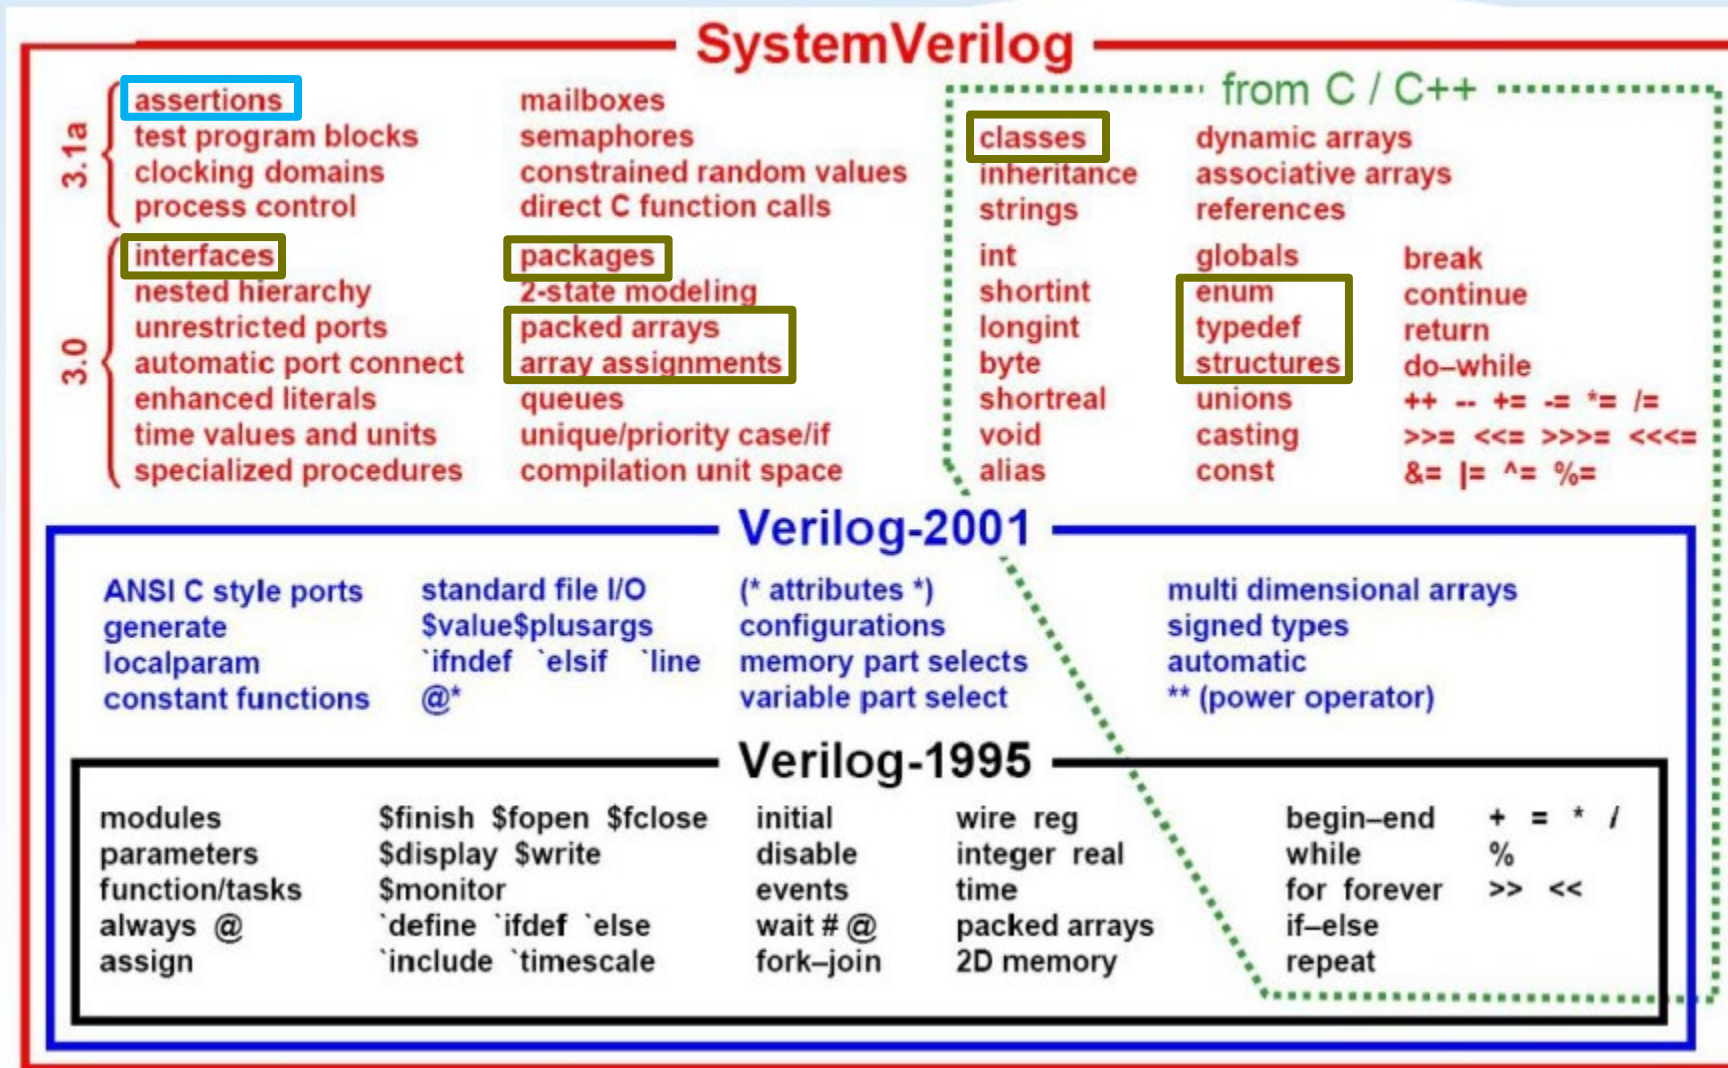 SystemVerilog
from C / C++
3.1a
assertions
test program blocks
clocking domains
process control
mailboxes
semaphores
constrained random values
direct C function calls
classes
inheritance
strings
dynamic arrays
associative arrays
references
3.0
interfaces
nested hierarchy
unrestricted ports
automatic port connect
enhanced literals
time values and units
specialized procedures
packages
2-state modeling
packed arrays
array assignments
queues
unique/priority case/if
compilation unit space
int
shortint
longint
byte
shortreal
void
alias
globals
enum
typedef
structures
unions
casting
const
break
continue
return
do–while
++ -- += -= *= /=
>>= <<= >>>= <<<=
&= |= ^= %=
Verilog-2001
ANSI C style ports
generate
localparam
constant functions
standard file I/O
$value$plusargs
`ifndef `elsif `line
@*
(* attributes *)
configurations
memory part selects
variable part select
multi dimensional arrays
signed types
automatic
** (power operator)
Verilog-1995
modules
parameters
function/tasks
always @
assign
$finish $fopen $fclose
$display $write
$monitor
`define `ifdef `else
`include `timescale
initial
disable
events
wait # @
fork–join
wire reg
integer real
time
packed arrays
2D memory
begin–end
while
for forever
if–else
repeat
+ = * /
%
>> <<